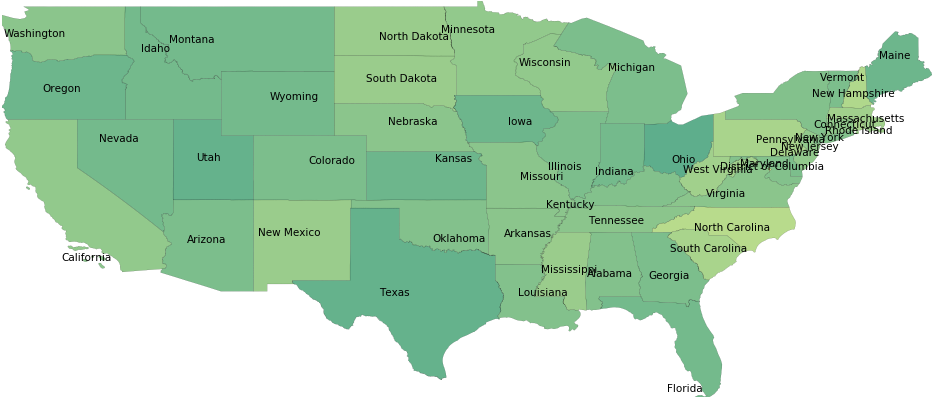 Washington
Montana
Idaho
North Dakota
Minnesota
Wisconsin
Michigan
Maine
Vermont
New Hampshire
Oregon
Wyoming
South Dakota
Nebraska
Iowa
Massachusetts
Connecticut
Rhode Island
New York
Pennsylvania
New Jersey
Delaware
Maryland
District of Columbia
Nevada
Utah
Colorado
Kansas
Missouri
Illinois
Indiana
Ohio
West Virginia
Virginia
Kentucky
California
Arizona
New Mexico
Oklahoma
Arkansas
Tennessee
North Carolina
South Carolina
Texas
Louisiana
Mississippi
Alabama
Georgia
Florida